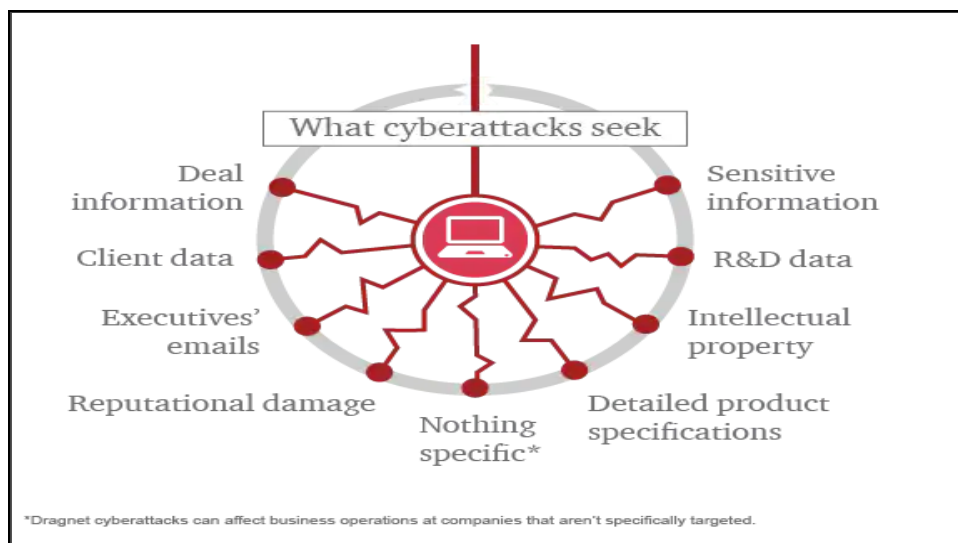 What cyberattacks seek
Deal
information
Client data
Executives’
emails
Reputational damage
Nothing
specific*
Detailed product
specifications
Intellectual
property
R&D data
Sensitive
information
*Dragnet cyberattacks can affect business operations at companies that aren't specifically targeted.